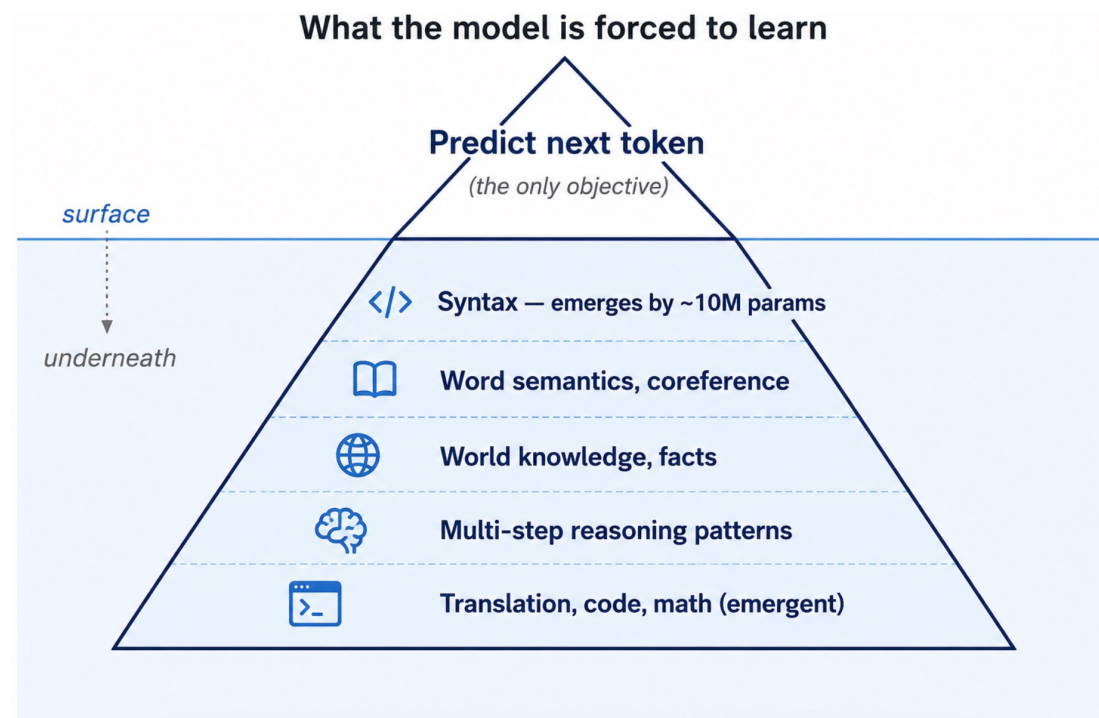 What the model is forced to learn
Predict next token
(the only objective)
surface
underneath
</> Syntax — emerges by ~10M params
Word semantics, coreference
World knowledge, facts
Multi-step reasoning patterns
Translation, code, math (emergent)